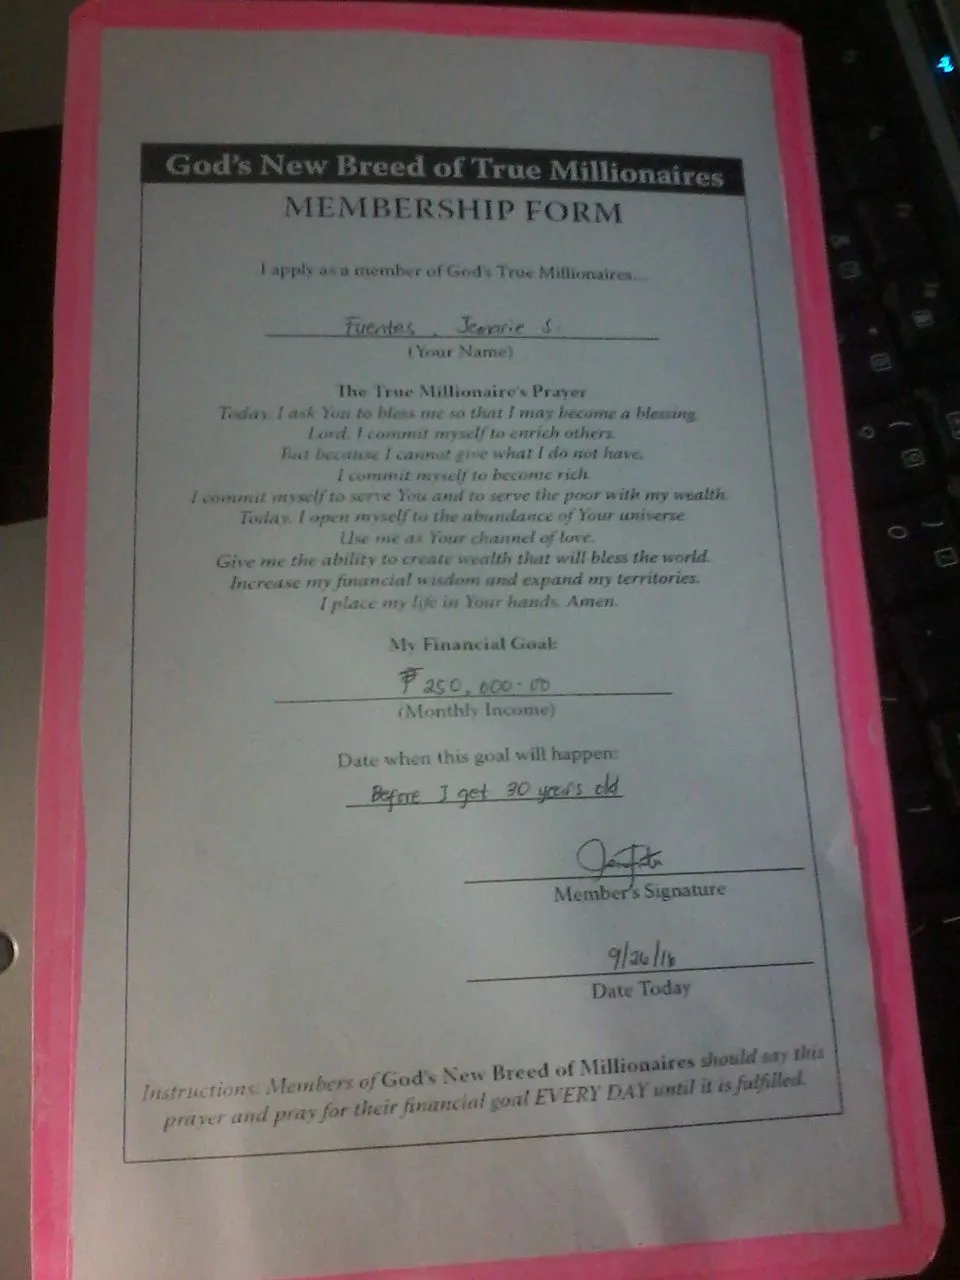 God's New Breed of True Millionaires
MEMBERSHIP FORM
I apply as a member of God's True Millionaires...
Fuentes, Jennie S.
(Your Name)
The True Millionaire's Prayer
Today, I ask You to bless me so that I may become a blessing.
Lord, I commit myself to enrich others.
But because I cannot give what I do not have,
I commit myself to become rich.
I commit myself to serve You and to serve the poor with my wealth.
Today, I open myself to the abundance of Your universe.
Use me as Your channel of love.
Give me the ability to create wealth that will bless the world.
Increase my financial wisdom and expand my territories.
I place my life in Your hands. Amen.
My Financial Goal:
₱ 250,000.00
(Monthly Income)
Date when this goal will happen:
Before I get 30 years old
Member's Signature
9/26/16
Date Today
Instructions: Members of God's New Breed of Millionaires should say this
prayer and pray for their financial goal EVERY DAY until it is fulfilled.